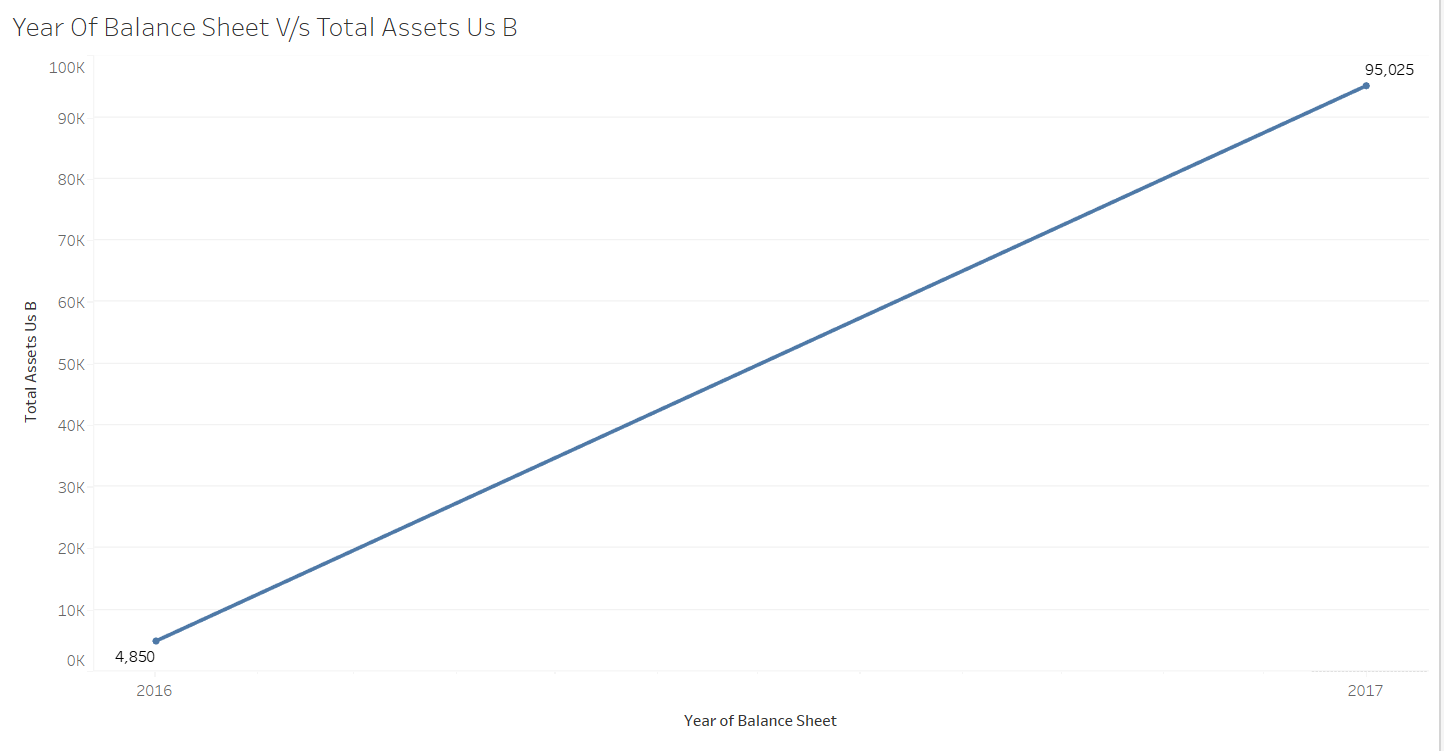 Year Of Balance Sheet V/s Total Assets Us B
100K
95,025
90K
80K
70K
60K
50K
40K
30K
20K
10K
0K
Total Assets Us B
4,850
2016
2017
Year of Balance Sheet